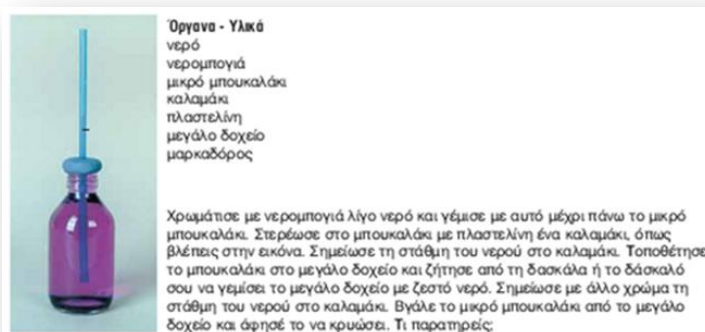 Όργανα - Υλικά
νερό
νερομπογιά
μικρό μπουκαλάκι
καλαμάκι
πλαστελίνη
μεγάλο δοχείο
μαρκαδόρος
Χρωμάτισε με νερομπογιά λίγο νερό και γέμισε με αυτό μέχρι πάνω το μικρό
μπουκαλάκι. Στερέωσε στο μπουκαλάκι με πλαστελίνη ένα καλαμάκι, όπως
βλέπεις στην εικόνα. Σημείωσε τη στάθμη του νερού στο καλαμάκι. Τοποθέτησε
το μπουκαλάκι στο μεγάλο δοχείο και ζήτησε από τη δασκάλα ή το δάσκαλό
σου να γεμίσει το μεγάλο δοχείο με ζεστό νερό. Σημείωσε με άλλο χρώμα τη
στάθμη του νερού στο καλαμάκι. Βγάλε το μικρό μπουκαλάκι από το μεγάλο
δοχείο και άφησέ το να κρυώσει. Τι παρατηρείς;